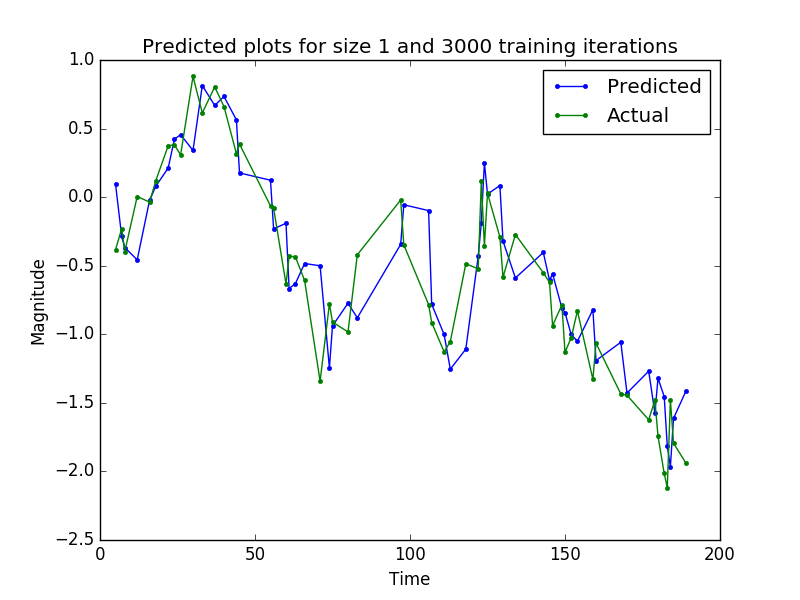 Predicted plots for size 1 and 3000 training iterations
Predicted
Actual
1.0
0.5
0.0
−0.5
−1.0
−1.5
−2.0
−2.5
Magnitude
0 50 100 150 200
Time